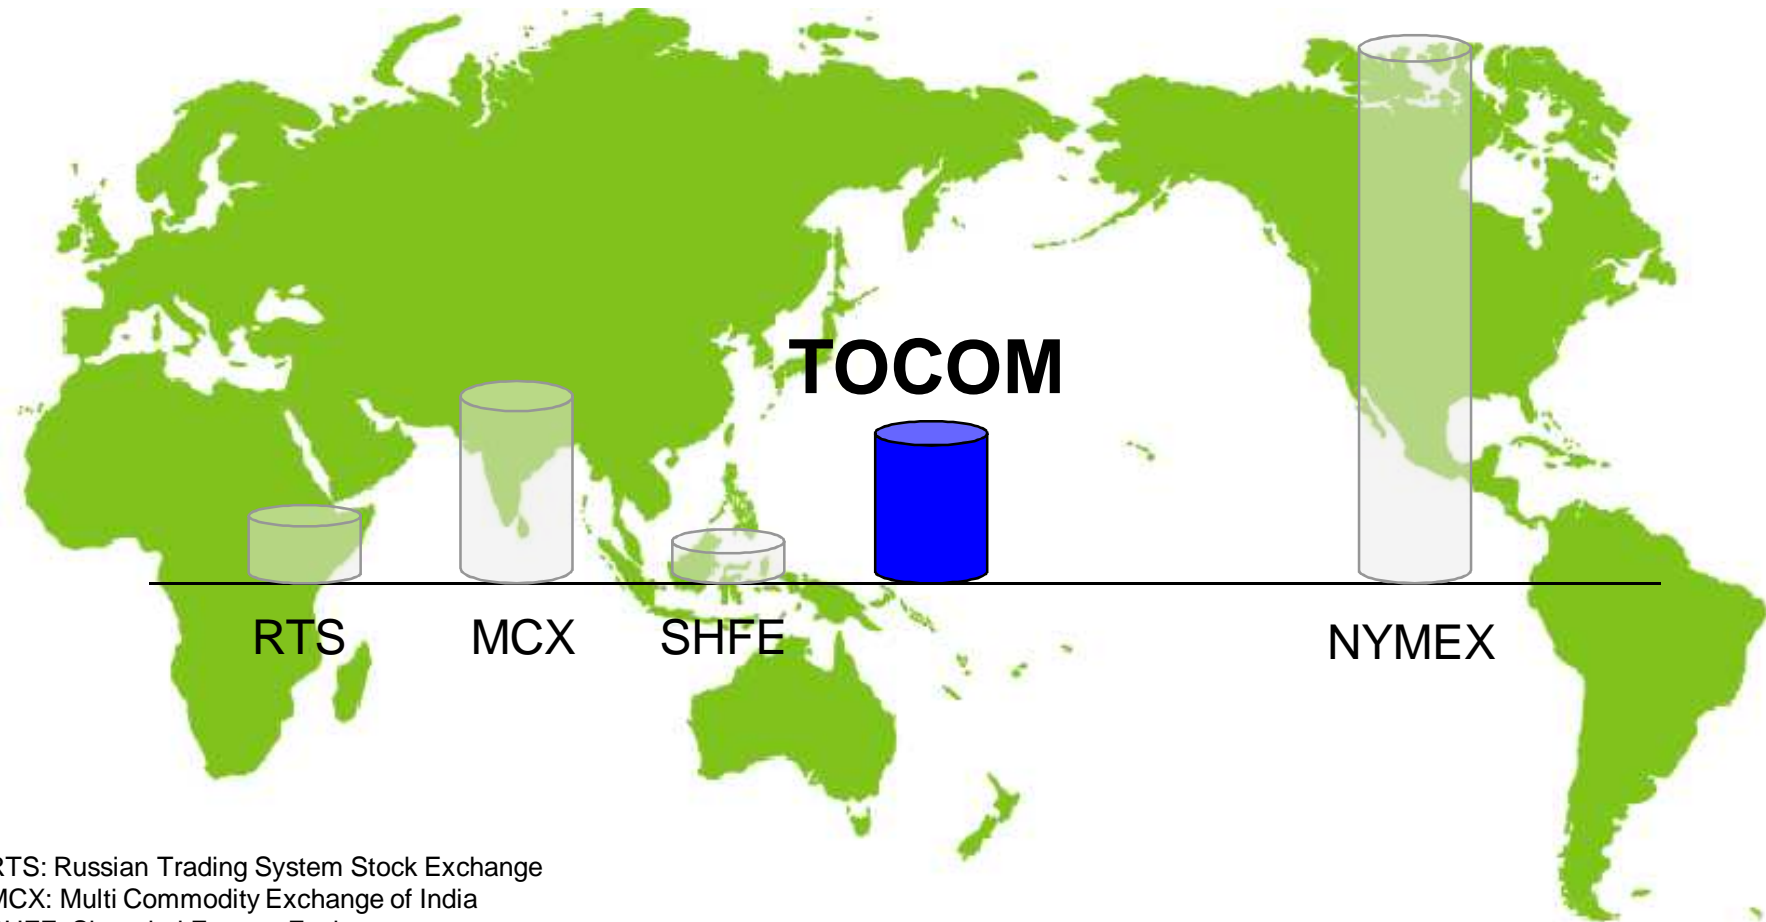 TOCOM
RTS MCX SHFE NYMEX
RTS: Russian Trading System Stock Exchange
MCX: Multi Commodity Exchange of India